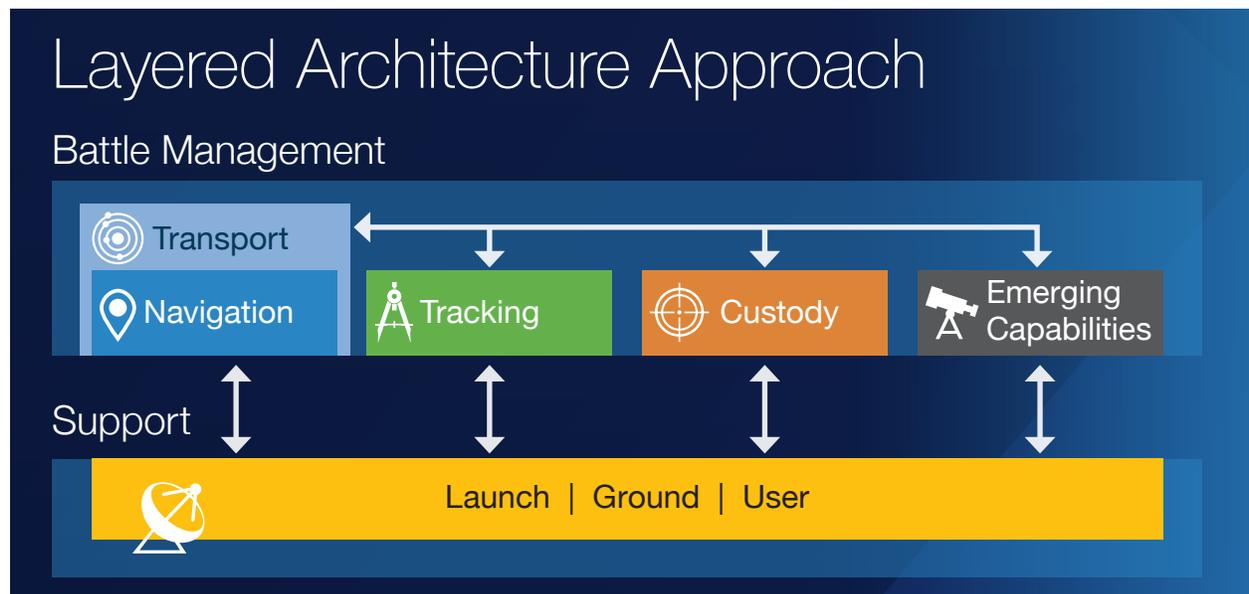 Layered Architecture Approach
Battle Management
Transport
Navigation
Tracking
Custody
Emerging
Capabilities
Support
Launch | Ground | User